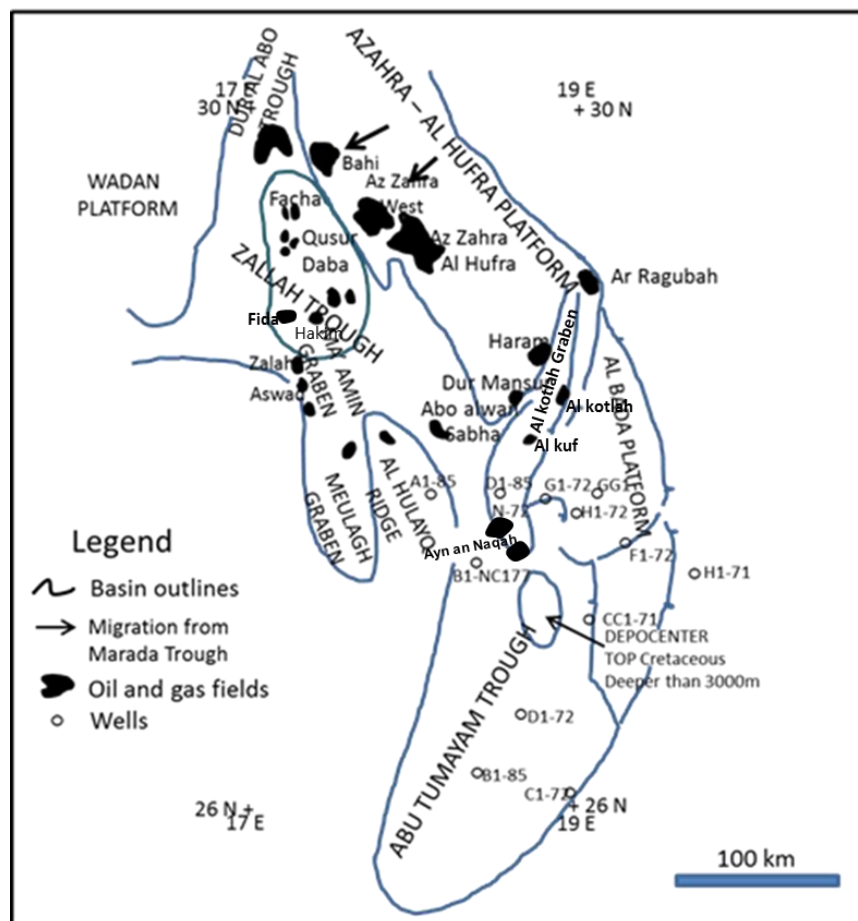 DUR AL ABO
TROUGH
17 E
30 N +
AZAHRA – AL HUFRA PLATFORM
19 E
+ 30 N
WADAN
PLATFORM
Bahi
Az Zahra
West
Facha
Qusur
Daba
Az Zahra
Al Hufra
ZALLAH TROUGH
Ar Ragubah
Fida
Hakim
Haram
Al kotlah Graben
Zalah
MA'AMIN
GRABEN
Dur Mansur
Al kotlah
AL BEDA PLATFORM
Aswad
Abo alwan
Sabha
Al kuf
A1-85
D1-85
G1-72
GG1
N-72
H1-72
MEULAGH
GRABEN
AL HULAYQ
RIDGE
Ayn an Naqah
F1-72
B1-NC177
H1-71
Legend
Basin outlines
Migration from
Marada Trough
Oil and gas fields
Wells
CC1-71
DEPOCENTER
TOP Cretaceous
Deeper than 3000m
ABU TUMAYAM TROUGH
D1-72
B1-85
C1-72
26 N +
17 E
+ 26 N
19 E
100 km